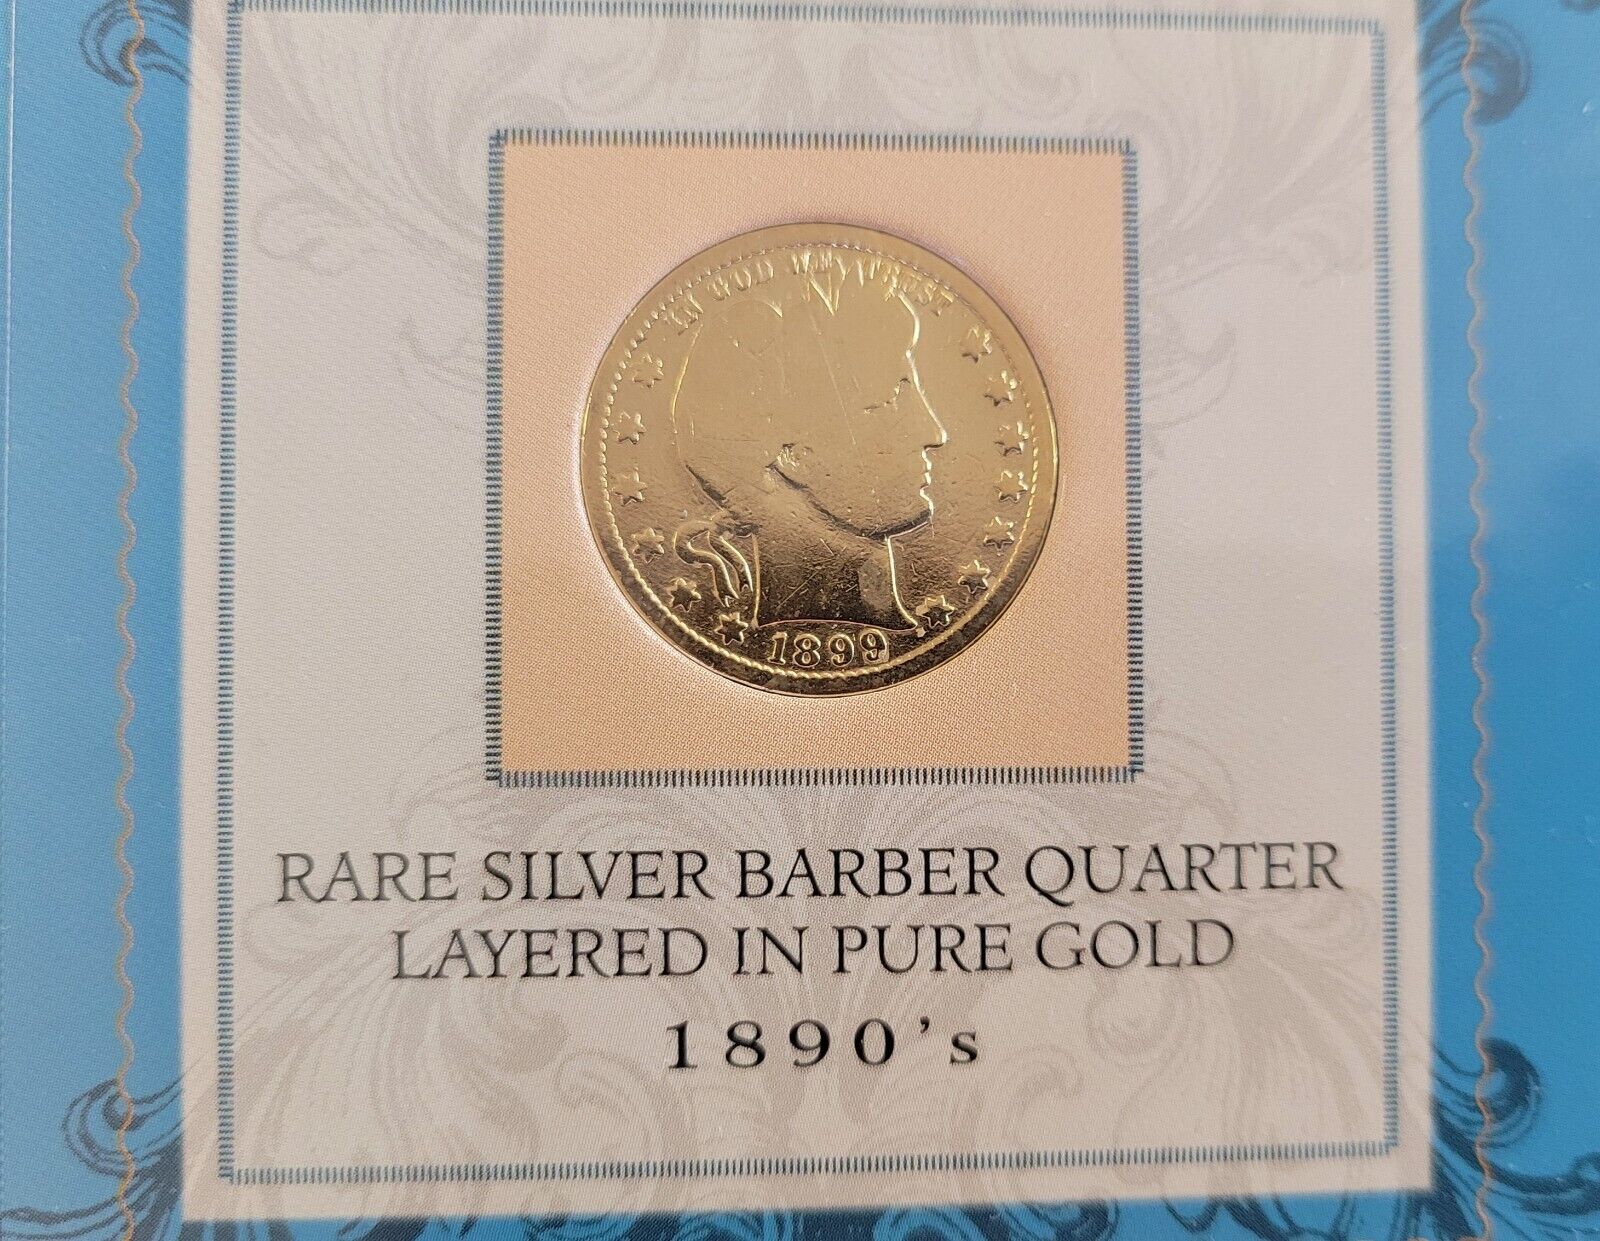 IN GOD WE TRUST
1899
RARE SILVER BARBER QUARTER
LAYERED IN PURE GOLD
1890's